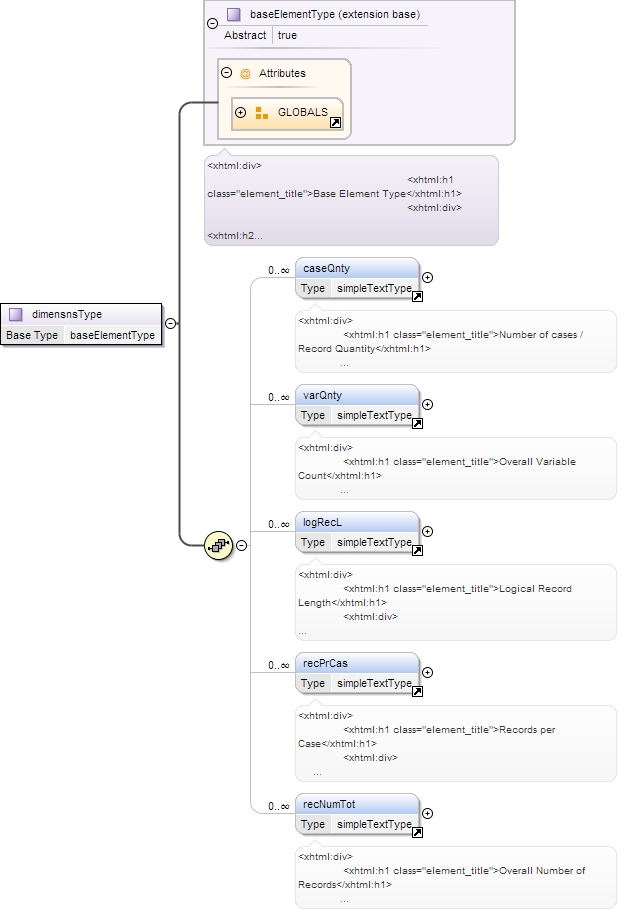 baseElementType (extension base)
Abstract true
@ Attributes
GLOBALS
<xhtml:div>
<xhtml:h1
class="element_title">Base Element Type</xhtml:h1>
<xhtml:div>
<xhtml:h2...
dimensnsType
Base Type baseElementType
0..∞ caseQnty
Type simpleTextType
<xhtml:div>
<xhtml:h1 class="element_title">Number of cases /
Record Quantity</xhtml:h1>
...
0..∞ varQnty
Type simpleTextType
<xhtml:div>
<xhtml:h1 class="element_title">Overall Variable
Count</xhtml:h1>
...
0..∞ logRecL
Type simpleTextType
<xhtml:div>
<xhtml:h1 class="element_title">Logical Record
Length</xhtml:h1>
<xhtml:div>
...
0..∞ recPrCas
Type simpleTextType
<xhtml:div>
<xhtml:h1 class="element_title">Records per
Case</xhtml:h1>
<xhtml:div>
...
0..∞ recNumTot
Type simpleTextType
<xhtml:div>
<xhtml:h1 class="element_title">Overall Number of
Records</xhtml:h1>
...